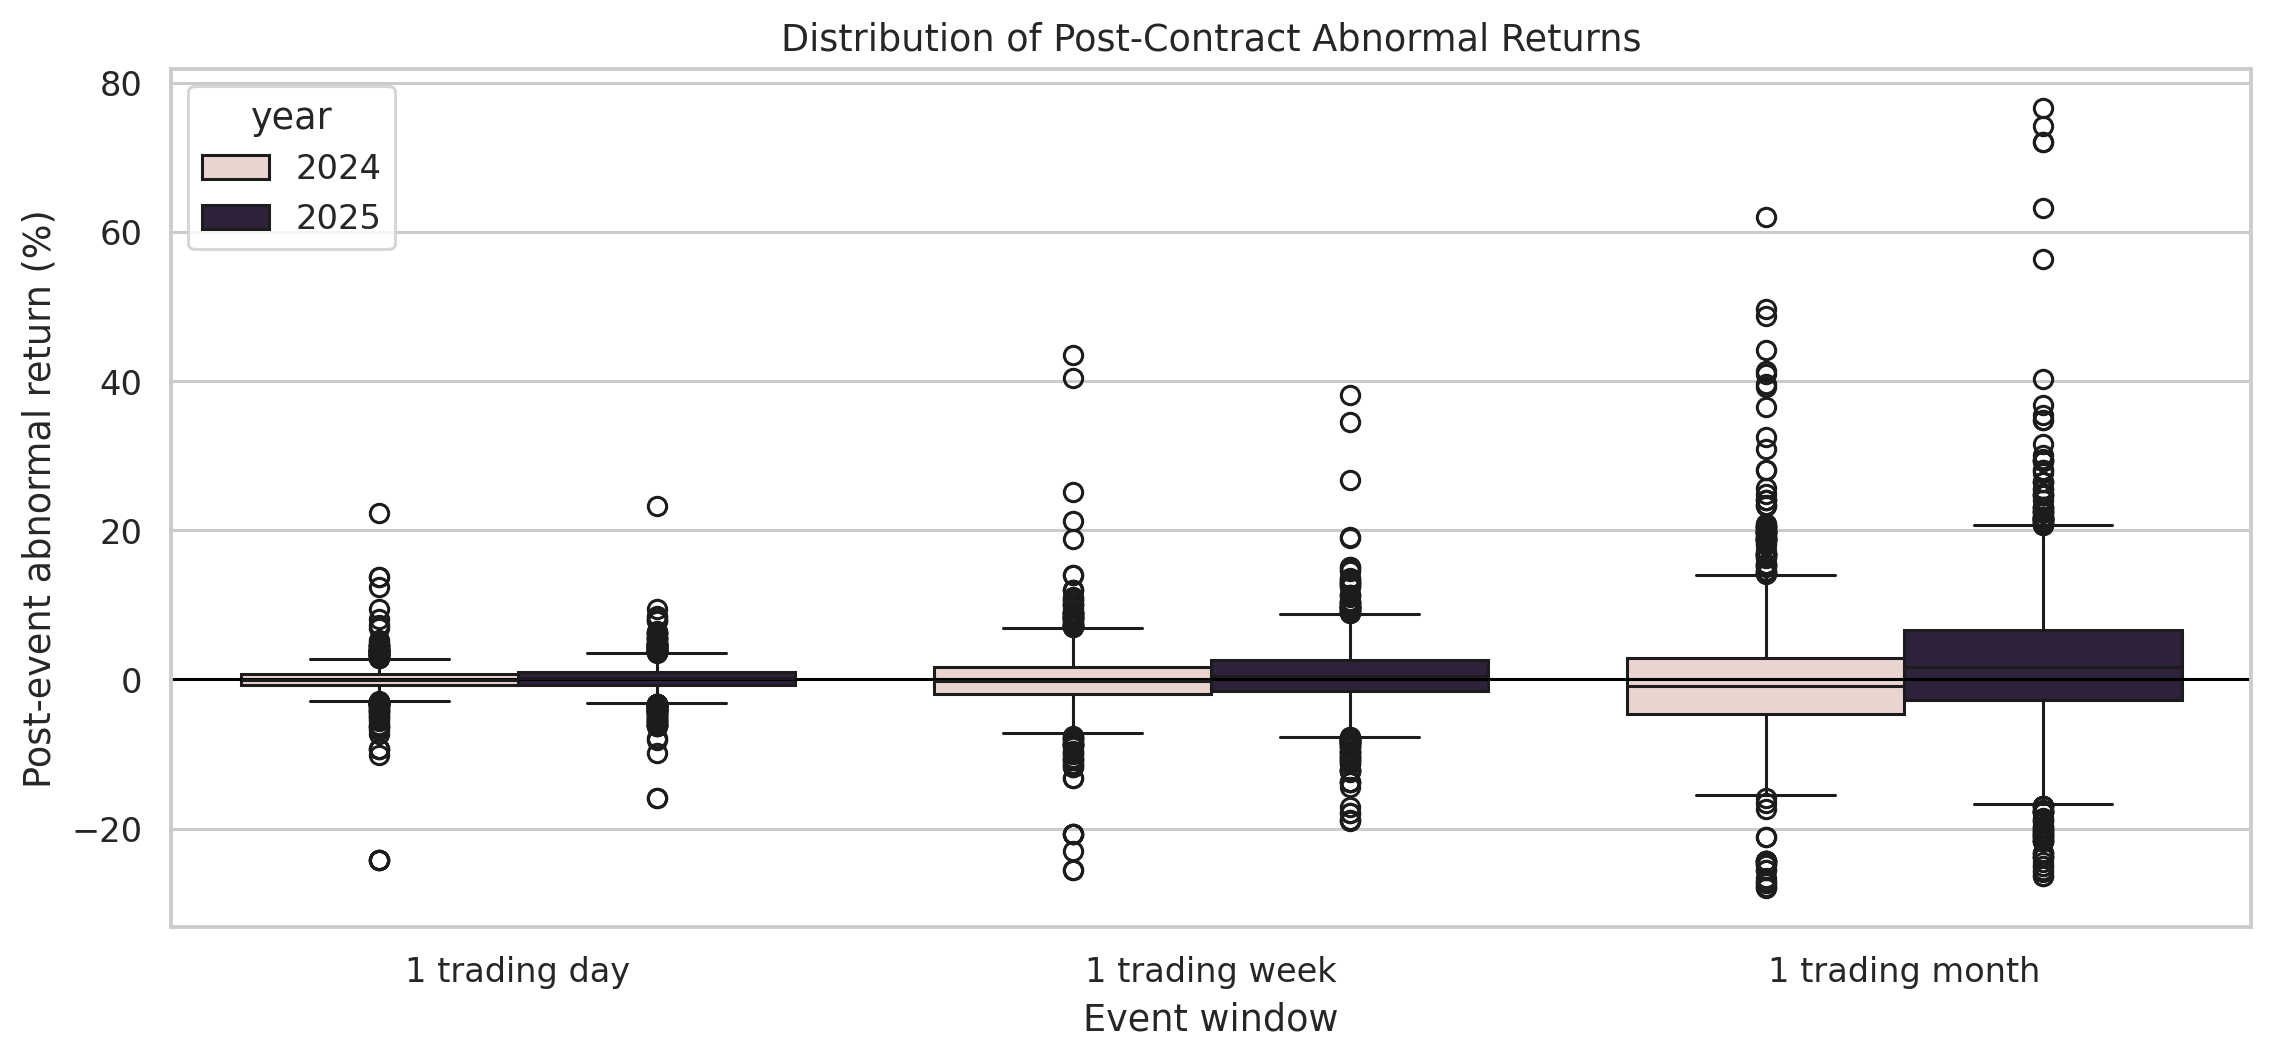 Distribution of Post-Contract Abnormal Returns
80
60
40
20
0
−20
Post-event abnormal return (%)
year
2024
2025
1 trading day
1 trading week
1 trading month
Event window